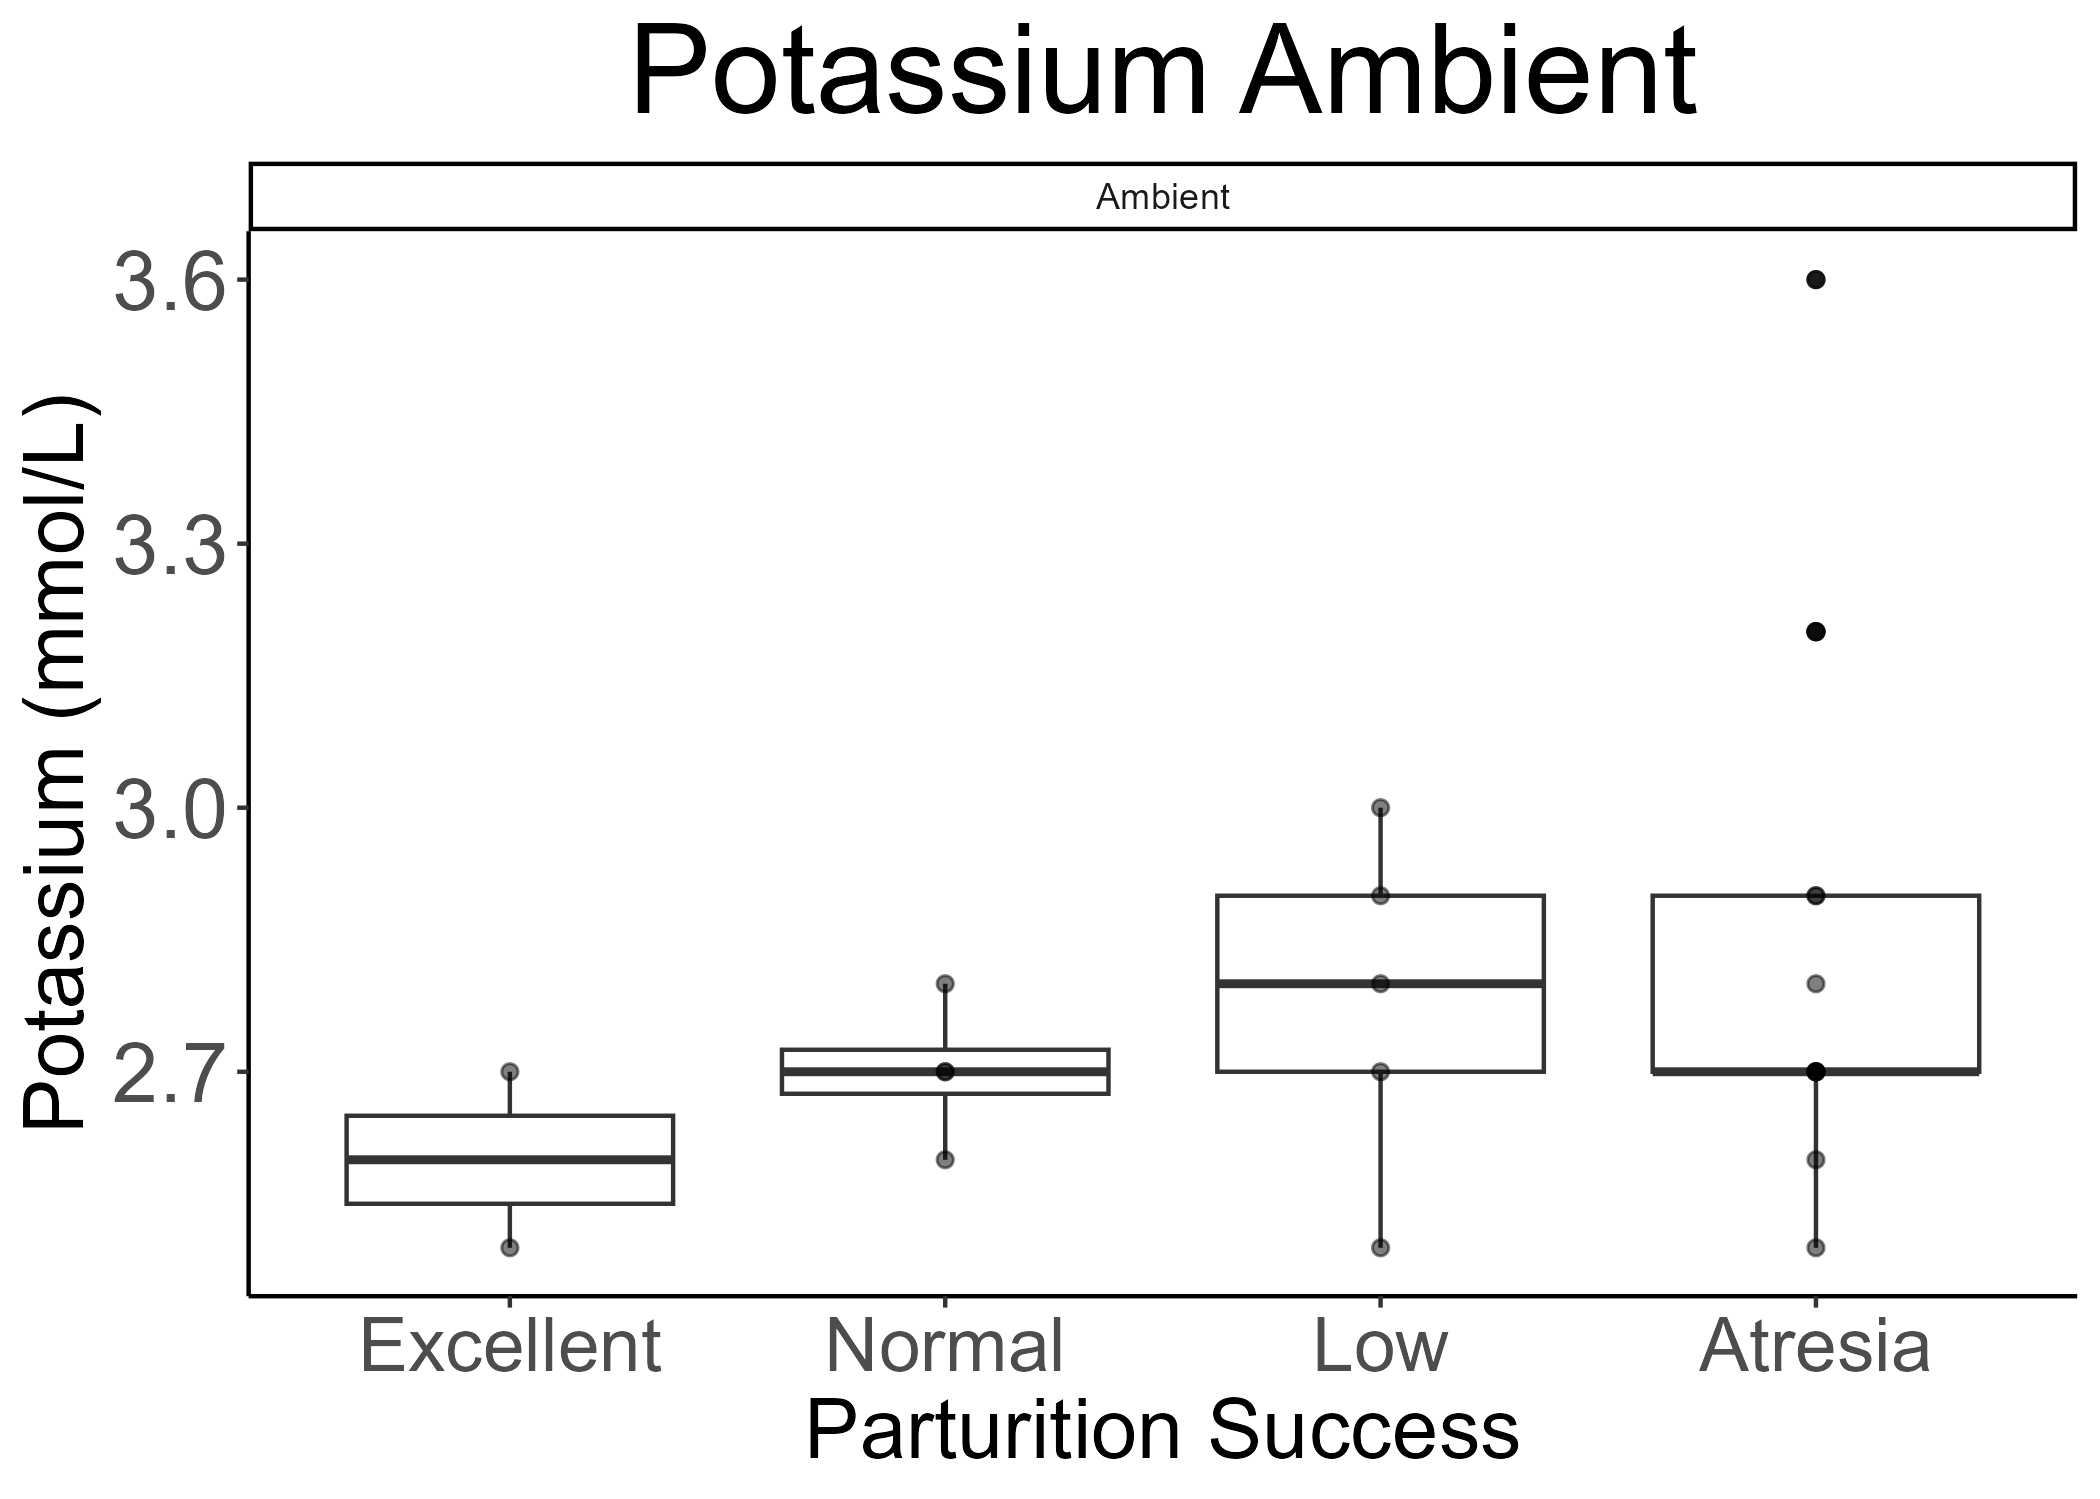 Potassium Ambient
Ambient
Potassium (mmol/L)
3.6
3.3
3.0
2.7
Excellent Normal Low Atresia
Parturition Success